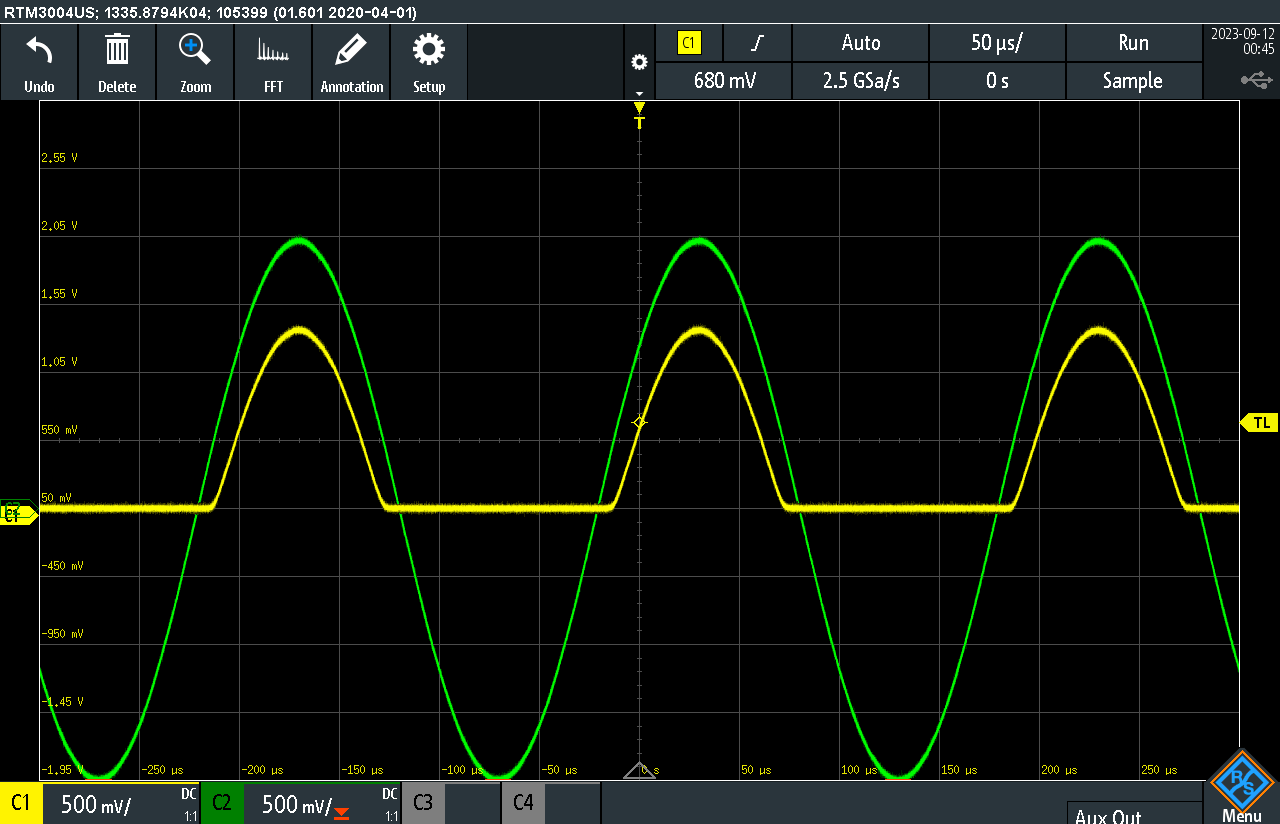 RTM3004US; 1335.8794K04; 105399 (01.601 2020-04-01)
Undo
Delete
Zoom
FFT
Annotation
Setup
C1
Auto
50 µs/
Run
2023-09-12
00:45
680 mV
2.5 GSa/s
0 s
Sample
T
2.55 V
2.05 V
1.55 V
1.05 V
550 mV
TL
50 mV
C1
-450 mV
-950 mV
-1.45 V
-1.95 V
-250 µs
-200 µs
-150 µs
-100 µs
-50 µs
0 s
50 µs
100 µs
150 µs
200 µs
250 µs
C1
500 mV/
DC
1:1
C2
500 mV/
DC
1:1
C3
C4
Aux Out
R S
Menu